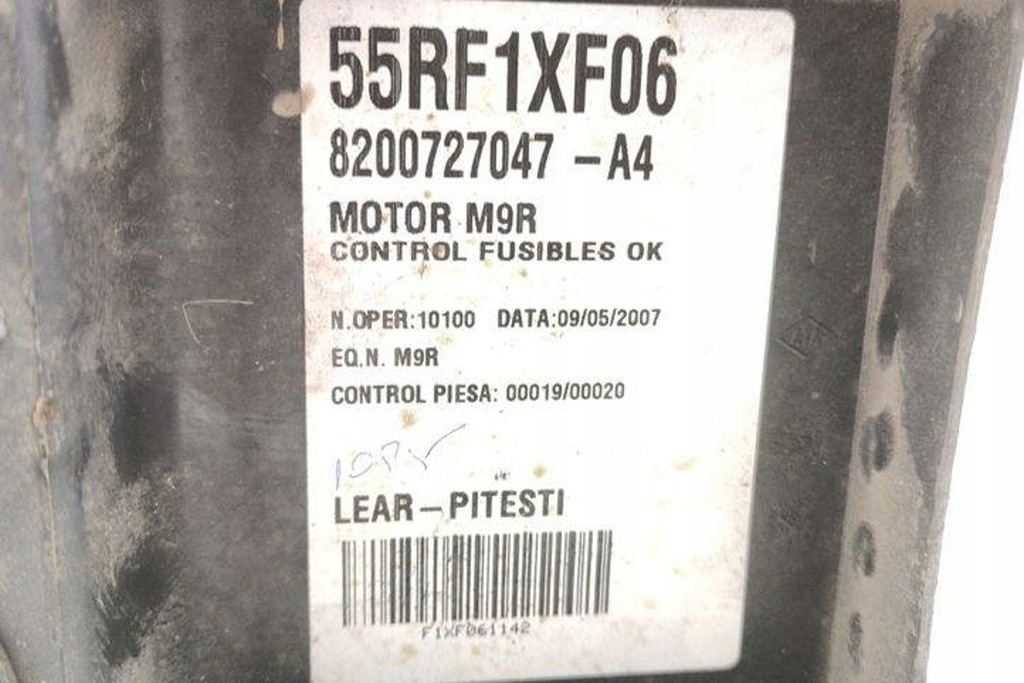 55RF1XF06
8200727047 -A4
MOTOR M9R
CONTROL FUSIBLES OK
N.OPER:10100 DATA:09/05/2007
EQ.N. M9R
CONTROL PIESA: 00019/00020
LEAR-PITESTI
F1XF061142